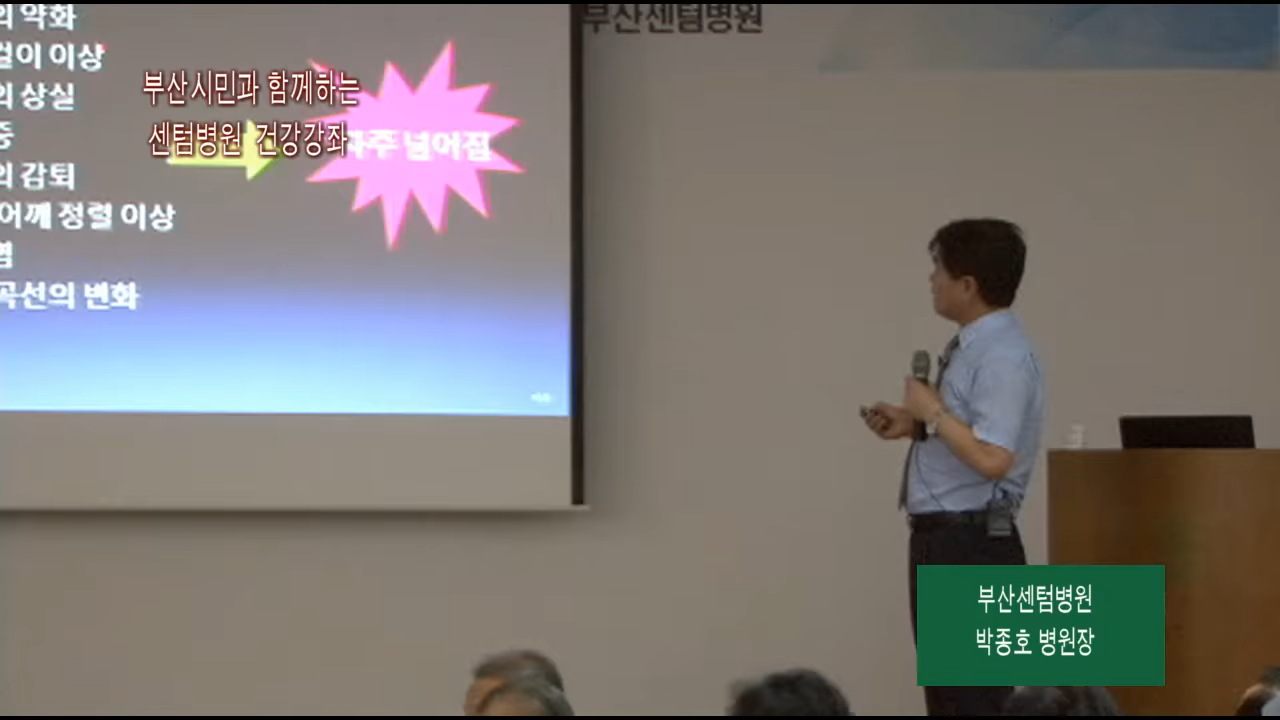 부산센텀병원
의 약화
걸이 이상
의 상실
중
의 감퇴
어깨 정렬 이상
염
곡선의 변화
자주 넘어짐
부산시민과 함께하는
센텀병원 건강강좌
부산센텀병원
박종호 병원장